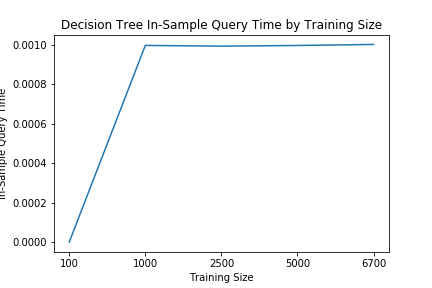 Decision Tree In-Sample Query Time by Training Size
In-Sample Query Time
0.0010
0.0008
0.0006
0.0004
0.0002
0.0000
100 1000 2500 5000 6700
Training Size